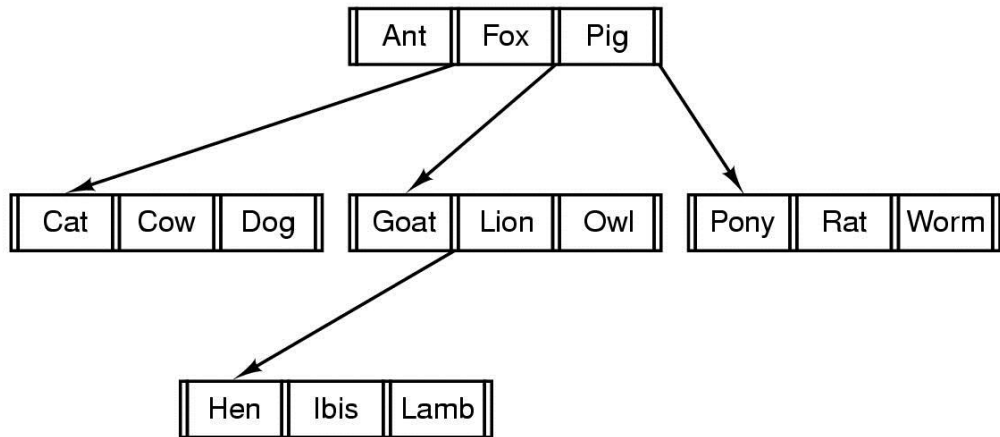 Ant Fox Pig
Cat Cow Dog Goat Lion Owl Pony Rat Worm
Hen Ibis Lamb